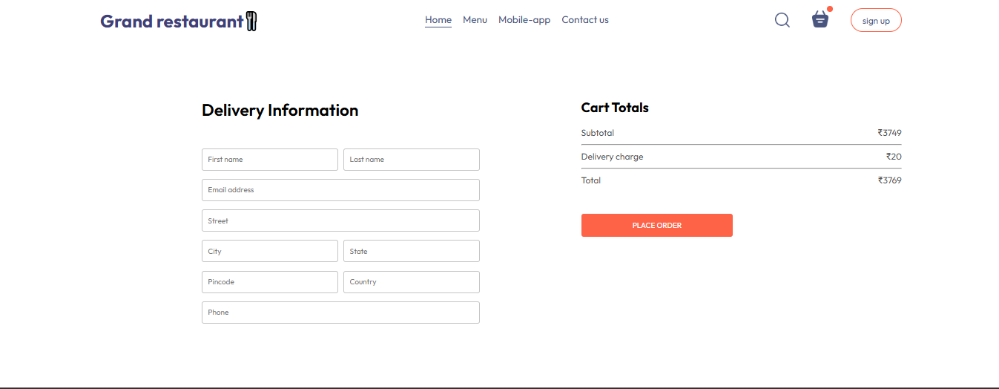 Grand restaurant
Home Menu Mobile-app Contact us
sign up
Delivery Information
First name Last name
Email address
Street
City State
Pincode Country
Phone
Cart Totals
Subtotal ₹3749
Delivery charge ₹20
Total ₹3769
PLACE ORDER